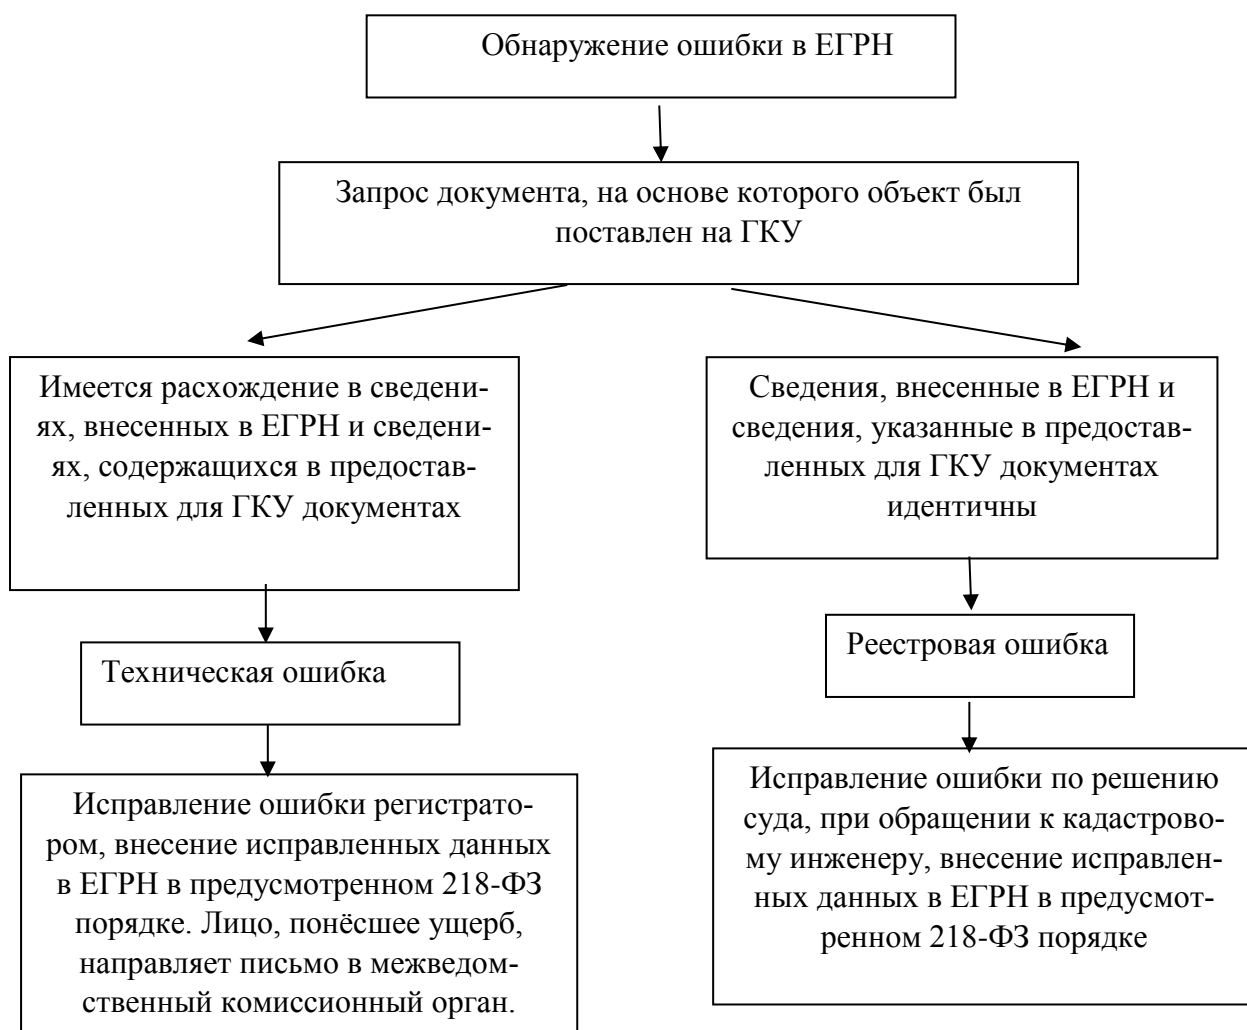 Обнаружение ошибки в ЕГРН
Запрос документа, на основе которого объект был
поставлен на ГКУ
Имеется расхождение в сведени-
ях, внесенных в ЕГРН и сведени-
ях, содержащихся в предостав-
ленных для ГКУ документах
Сведения, внесенные в ЕГРН и
сведения, указанные в предостав-
ленных для ГКУ документах
идентичны
Техническая ошибка
Реестровая ошибка
Исправление ошибки регистрато-
ром, внесение исправленных данных
в ЕГРН в предусмотренном 218-ФЗ
порядке. Лицо, понёсшее ущерб,
направляет письмо в межведом-
ственный комиссионный орган.
Исправление ошибки по решению
суда, при обращении к кадастрово-
му инженеру, внесение исправлен-
ных данных в ЕГРН в предусмот-
ренном 218-ФЗ порядке